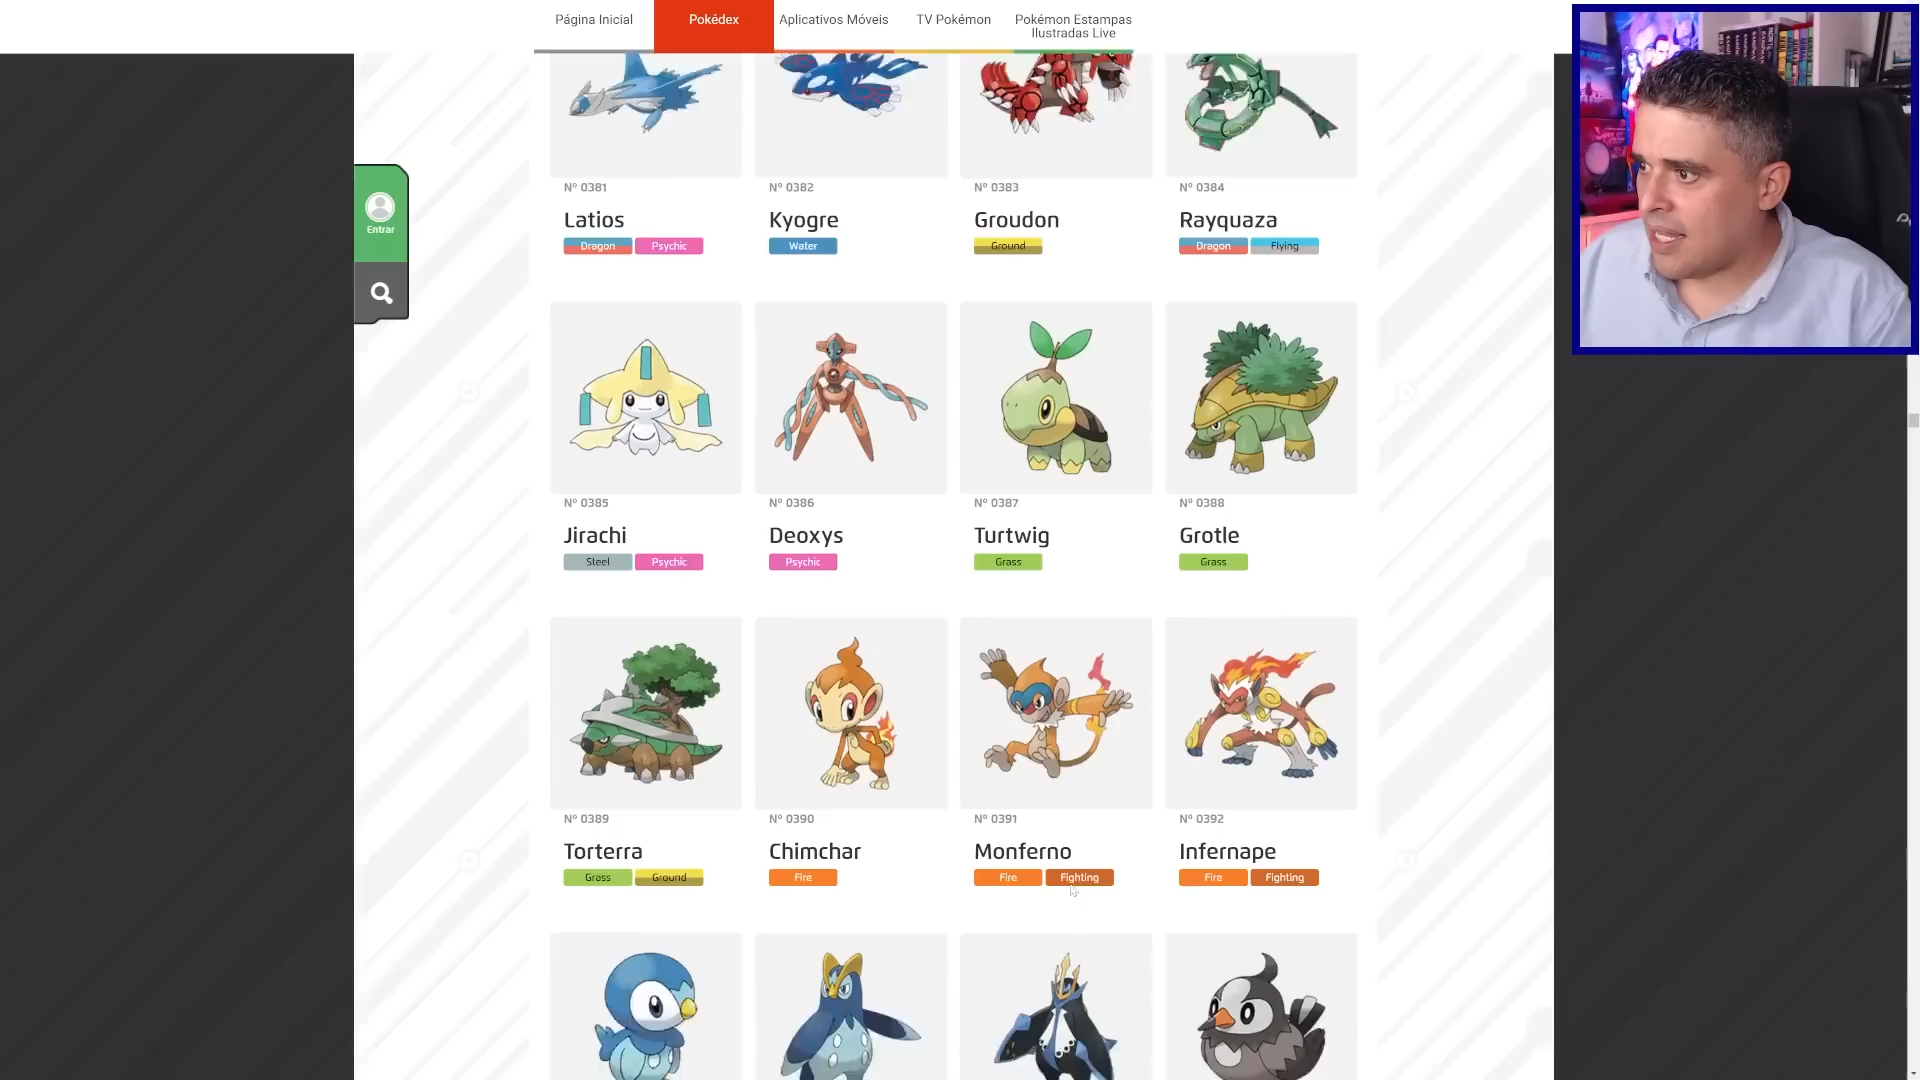 Página Inicial
Pokédex
Aplicativos Móveis
TV Pokémon
Pokémon Estampas
Ilustradas Live
Entrar
Nº 0381
Nº 0382
Nº 0383
Nº 0384
Latios
Kyogre
Groudon
Rayquaza
Dragon Psychic
Water
Ground
Dragon Flying
Nº 0385
Nº 0386
Nº 0387
Nº 0388
Jirachi
Deoxys
Turtwig
Grotle
Steel Psychic
Psychic
Grass
Grass
Nº 0389
Nº 0390
Nº 0391
Nº 0392
Torterra
Chimchar
Monferno
Infernape
Grass Ground
Fire
Fire Fighting
Fire Fighting